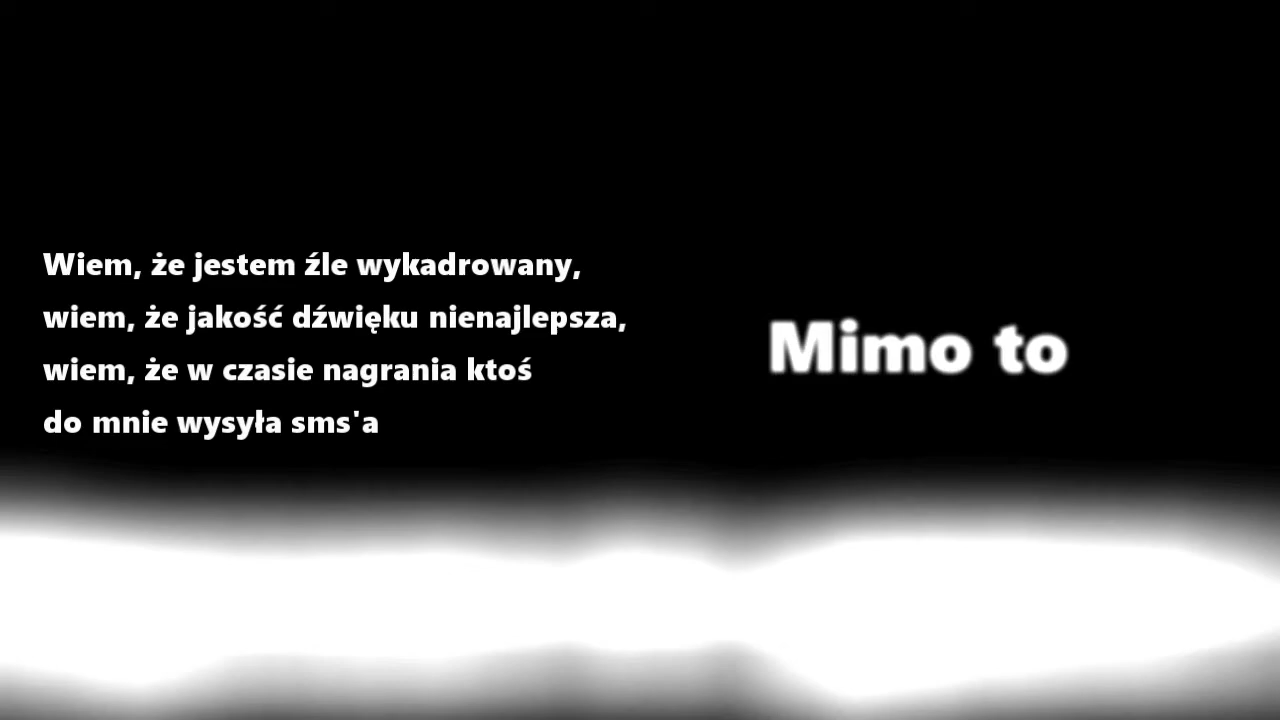 Wiem, że jestem źle wykadrowany,
wiem, że jakość dźwięku nienajlepsza,
wiem, że w czasie nagrania ktoś
do mnie wysyła sms'a
Mimo to